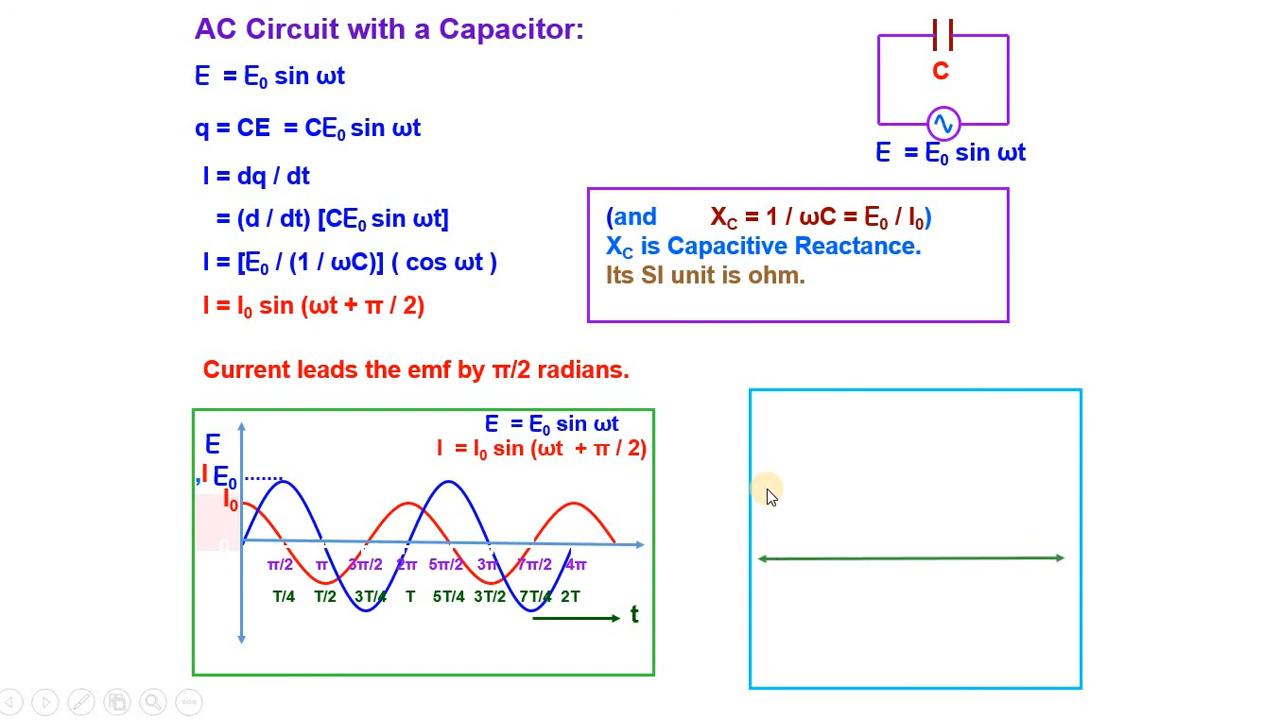 AC Circuit with a Capacitor:
E = E₀ sin ωt
q = CE = CE₀ sin ωt
I = dq / dt
= (d / dt) [CE₀ sin ωt]
I = [E₀ / (1 / ωC)] ( cos ωt )
I = I₀ sin (ωt + π / 2)
C
E = E₀ sin ωt
(and X_C = 1 / ωC = E₀ / I₀)
X_C is Capacitive Reactance.
Its SI unit is ohm.
Current leads the emf by π/2 radians.
E = E₀ sin ωt
I = I₀ sin (ωt + π / 2)
E
,I E₀ .......
I₀
0
π/2 π 3π/2 2π 5π/2 3π 7π/2 4π
T/4 T/2 3T/4 T 5T/4 3T/2 7T/4 2T
t